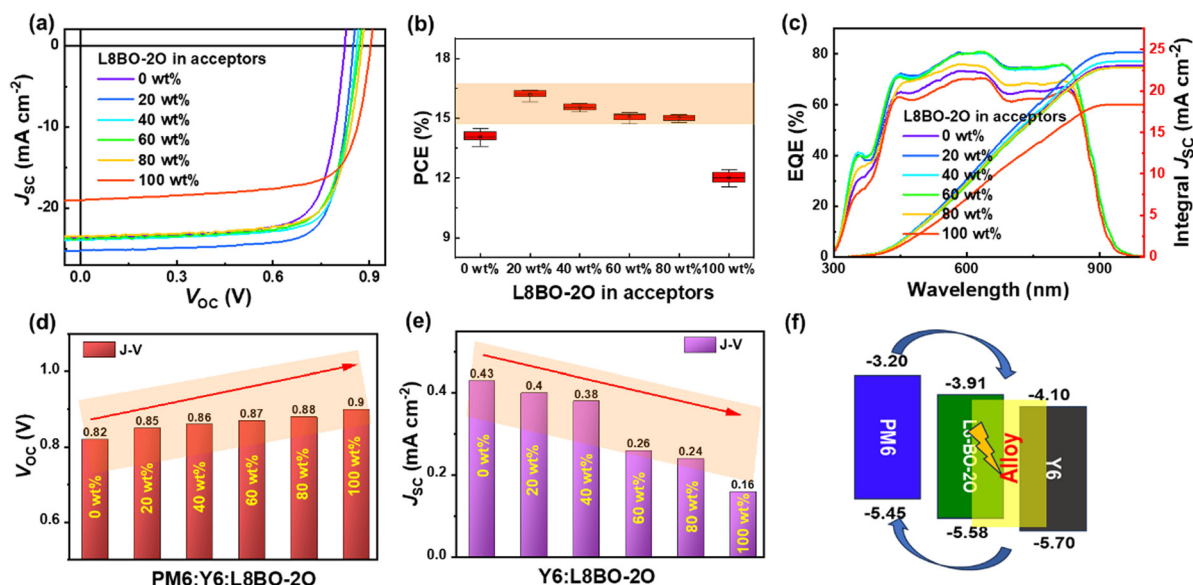 (a)
L8BO-2O in acceptors
0 wt%
20 wt%
40 wt%
60 wt%
80 wt%
100 wt%
0
-10
-20
JSC (mA cm-2)
0.0
0.3
0.6
0.9
VOC (V)
(b)
18
15
12
9
PCE (%)
0 wt%
20 wt%
40 wt%
60 wt%
80 wt%
100 wt%
L8BO-2O in acceptors
(c)
80
60
40
20
0
EQE (%)
L8BO-2O in acceptors
0 wt%
20 wt%
40 wt%
60 wt%
80 wt%
100 wt%
25
20
15
10
5
0
Integral JSC (mA cm-2)
300
600
900
Wavelength (nm)
(d)
J-V
1.0
0.8
0.6
VOC (V)
0.82
0.85
0.86
0.87
0.88
0.9
0 wt%
20 wt%
40 wt%
60 wt%
80 wt%
100 wt%
PM6:Y6:L8BO-2O
(e)
J-V
0.4
0.2
0.0
JSC (mA cm-2)
0.43
0.4
0.38
0.26
0.24
0.16
0 wt%
20 wt%
40 wt%
60 wt%
80 wt%
100 wt%
Y6:L8BO-2O
(f)
-3.20
-3.91
-4.10
PM6
L8-BO-2O
Alloy
Y6
-5.45
-5.58
-5.70